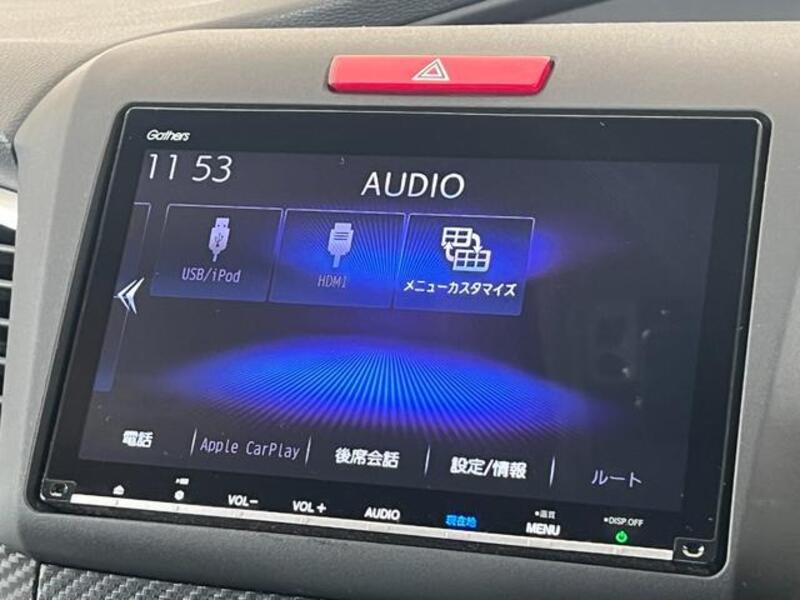 Gathers
11 53
AUDIO
USB/iPod
HDMI
メニューカスタマイズ
電話
Apple CarPlay
後席会話
設定/情報
ルート
VOL−
VOL+
AUDIO
現在地
●画質
MENU
●DISP OFF